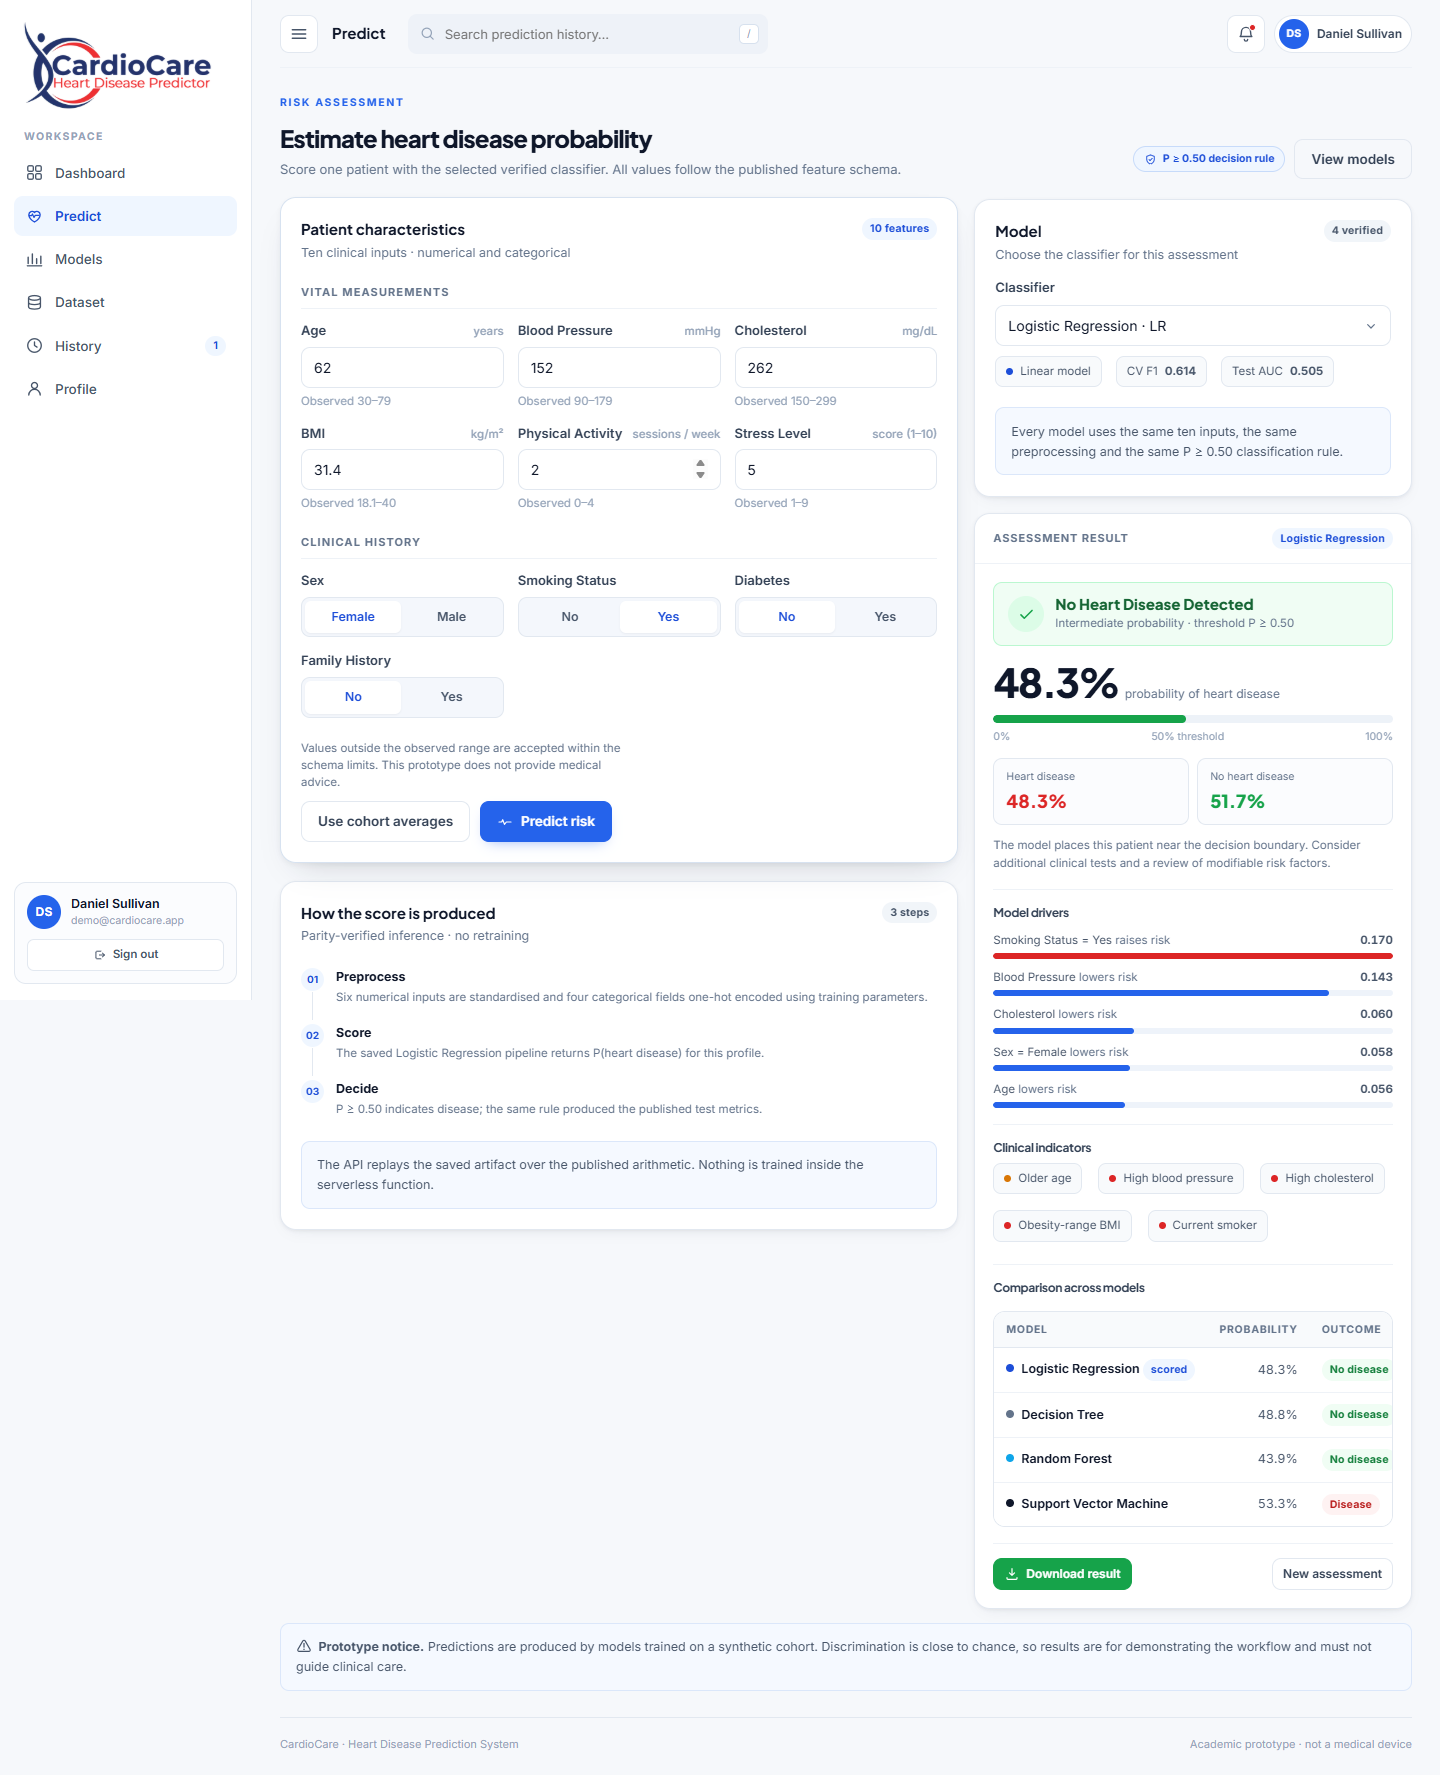 CardioCare
Heart Disease Predictor
WORKSPACE
Dashboard
Predict
Models
Dataset
History 1
Profile
DS Daniel Sullivan
demo@cardiocare.app
Sign out
Predict
Search prediction history...
/
DS Daniel Sullivan
RISK ASSESSMENT
Estimate heart disease probability
Score one patient with the selected verified classifier. All values follow the published feature schema.
P ≥ 0.50 decision rule
View models
Patient characteristics
10 features
Ten clinical inputs · numerical and categorical
VITAL MEASUREMENTS
Age years
62
Observed 30–79
Blood Pressure mmHg
152
Observed 90–179
Cholesterol mg/dL
262
Observed 150–299
BMI kg/m²
31.4
Observed 18.1–40
Physical Activity sessions / week
2
Observed 0–4
Stress Level score (1–10)
5
Observed 1–9
CLINICAL HISTORY
Sex
Female Male
Smoking Status
No Yes
Diabetes
No Yes
Family History
No Yes
Values outside the observed range are accepted within the
schema limits. This prototype does not provide medical
advice.
Use cohort averages
Predict risk
How the score is produced
3 steps
Parity-verified inference · no retraining
01 Preprocess
Six numerical inputs are standardised and four categorical fields one-hot encoded using training parameters.
02 Score
The saved Logistic Regression pipeline returns P(heart disease) for this profile.
03 Decide
P ≥ 0.50 indicates disease; the same rule produced the published test metrics.
The API replays the saved artifact over the published arithmetic. Nothing is trained inside the
serverless function.
Model
4 verified
Choose the classifier for this assessment
Classifier
Logistic Regression · LR
Linear model
CV F1 0.614
Test AUC 0.505
Every model uses the same ten inputs, the same
preprocessing and the same P ≥ 0.50 classification rule.
ASSESSMENT RESULT
Logistic Regression
No Heart Disease Detected
Intermediate probability · threshold P ≥ 0.50
48.3% probability of heart disease
0% 50% threshold 100%
Heart disease
48.3%
No heart disease
51.7%
The model places this patient near the decision boundary. Consider
additional clinical tests and a review of modifiable risk factors.
Model drivers
Smoking Status = Yes raises risk 0.170
Blood Pressure lowers risk 0.143
Cholesterol lowers risk 0.060
Sex = Female lowers risk 0.058
Age lowers risk 0.056
Clinical indicators
Older age
High blood pressure
High cholesterol
Obesity-range BMI
Current smoker
Comparison across models
MODEL PROBABILITY OUTCOME
Logistic Regression scored 48.3% No disease
Decision Tree 48.8% No disease
Random Forest 43.9% No disease
Support Vector Machine 53.3% Disease
Download result
New assessment
Prototype notice. Predictions are produced by models trained on a synthetic cohort. Discrimination is close to chance, so results are for demonstrating the workflow and must not
guide clinical care.
CardioCare · Heart Disease Prediction System
Academic prototype · not a medical device